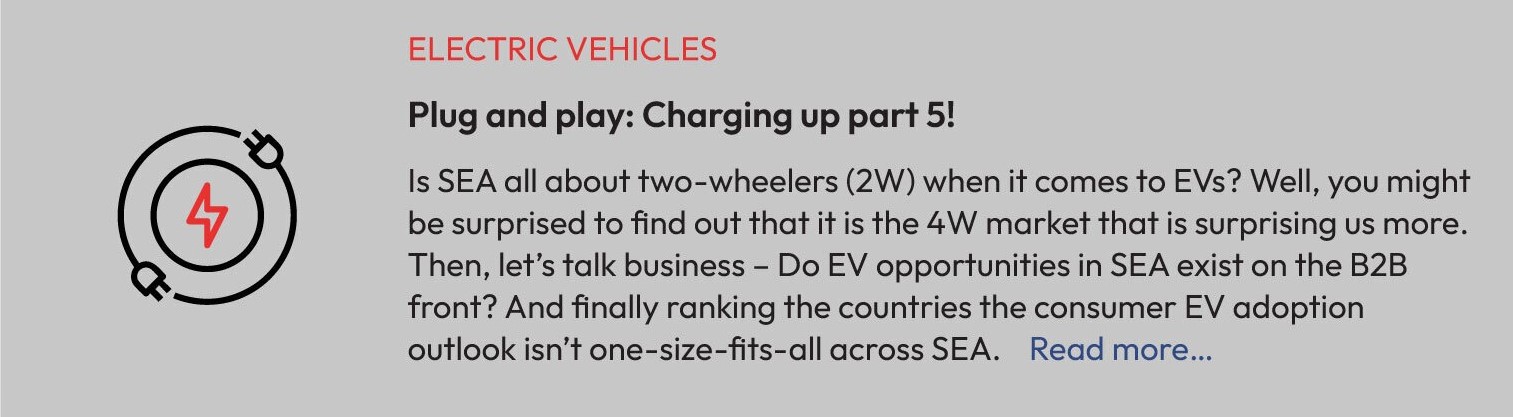 ELECTRIC VEHICLES
Plug and play: Charging up part 5!
Is SEA all about two-wheelers (2W) when it comes to EVs? Well, you might
be surprised to find out that it is the 4W market that is surprising us more.
Then, let’s talk business – Do EV opportunities in SEA exist on the B2B
front? And finally ranking the countries the consumer EV adoption
outlook isn’t one-size-fits-all across SEA. Read more...